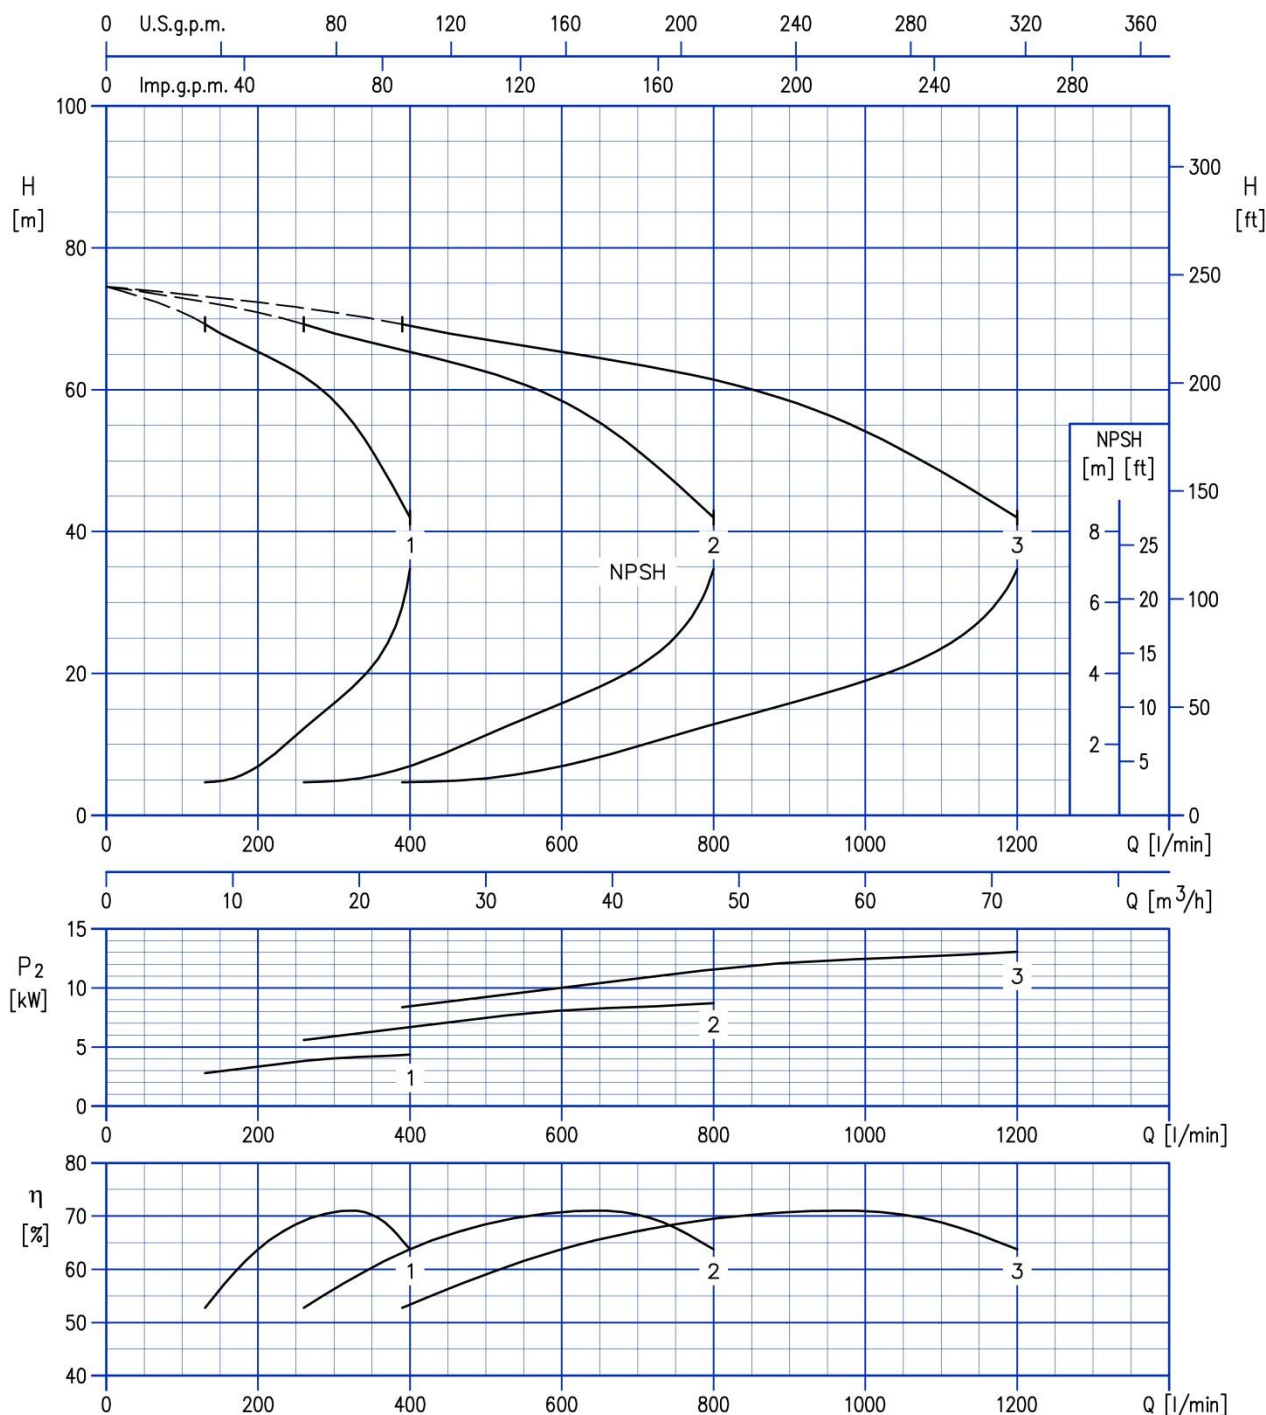 0 U.S.g.p.m. 80 120 160 200 240 280 320 360
0 Imp.g.p.m. 40 80 120 160 200 240 280
100
H
[m]
80
60
40
20
0
300
H
[ft]
250
200
150
100
50
0
NPSH
[m] [ft]
8
25
6
20
15
4
10
2
5
1
2
3
NPSH
0 200 400 600 800 1000 1200 Q [l/min]
0 10 20 30 40 50 60 70 Q [m³/h]
15
P2
[kW]
10
5
0
3
2
1
0 200 400 600 800 1000 1200 Q [l/min]
80
η
[%]
70
60
50
40
1
2
3
0 200 400 600 800 1000 1200 Q [l/min]